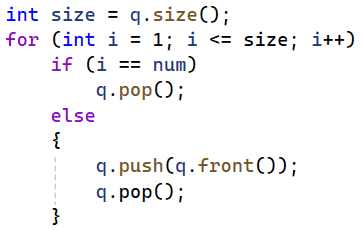 int size = q.size();
for (int i = 1; i <= size; i++)
    if (i == num)
        q.pop();
    else
    {
        q.push(q.front());
        q.pop();
    }